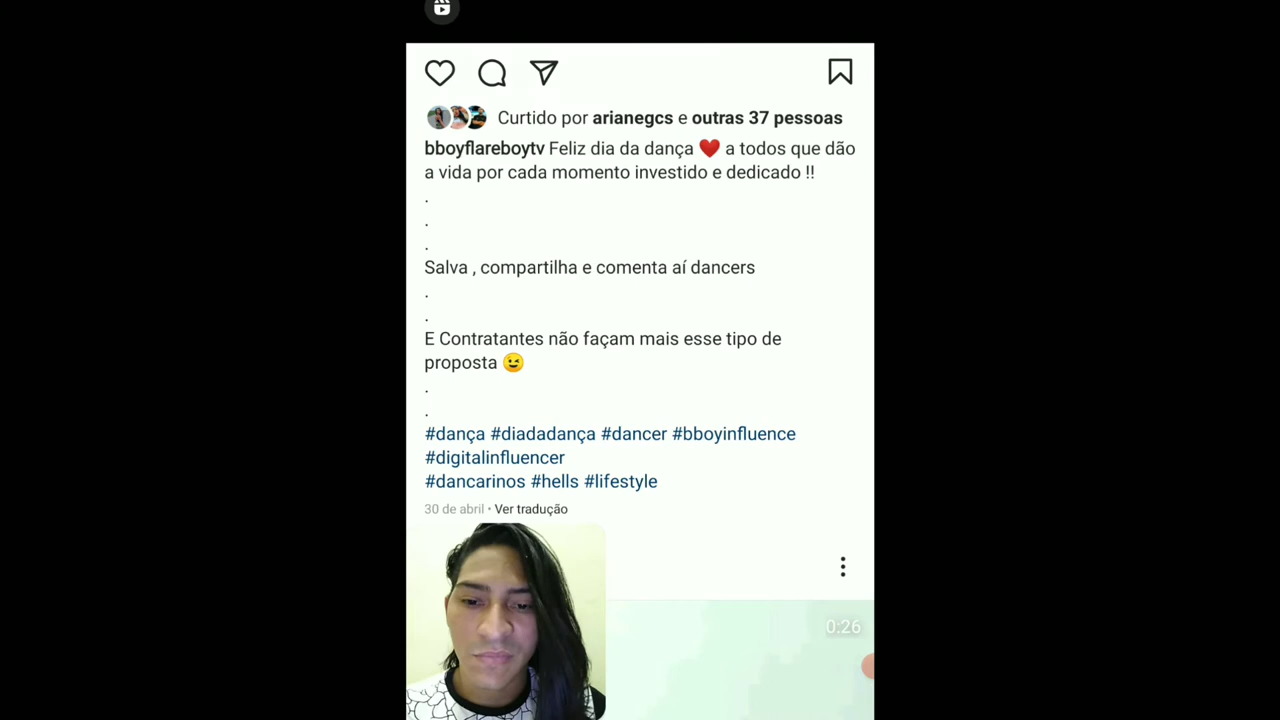 Curtido por arianegcs e outras 37 pessoas
bboyflareboytv Feliz dia da dança ❤️ a todos que dão
a vida por cada momento investido e dedicado !!
.
.
.
Salva , compartilha e comenta aí dancers
.
.
E Contratantes não façam mais esse tipo de
proposta 😉
.
.
#dança #diadadança #dancer #bboyinfluence
#digitalinfluencer
#dancarinos #hells #lifestyle
30 de abril • Ver tradução
0:26